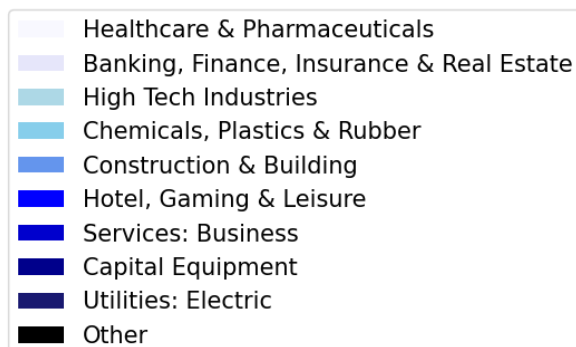 Healthcare & Pharmaceuticals
Banking, Finance, Insurance & Real Estate
High Tech Industries
Chemicals, Plastics & Rubber
Construction & Building
Hotel, Gaming & Leisure
Services: Business
Capital Equipment
Utilities: Electric
Other